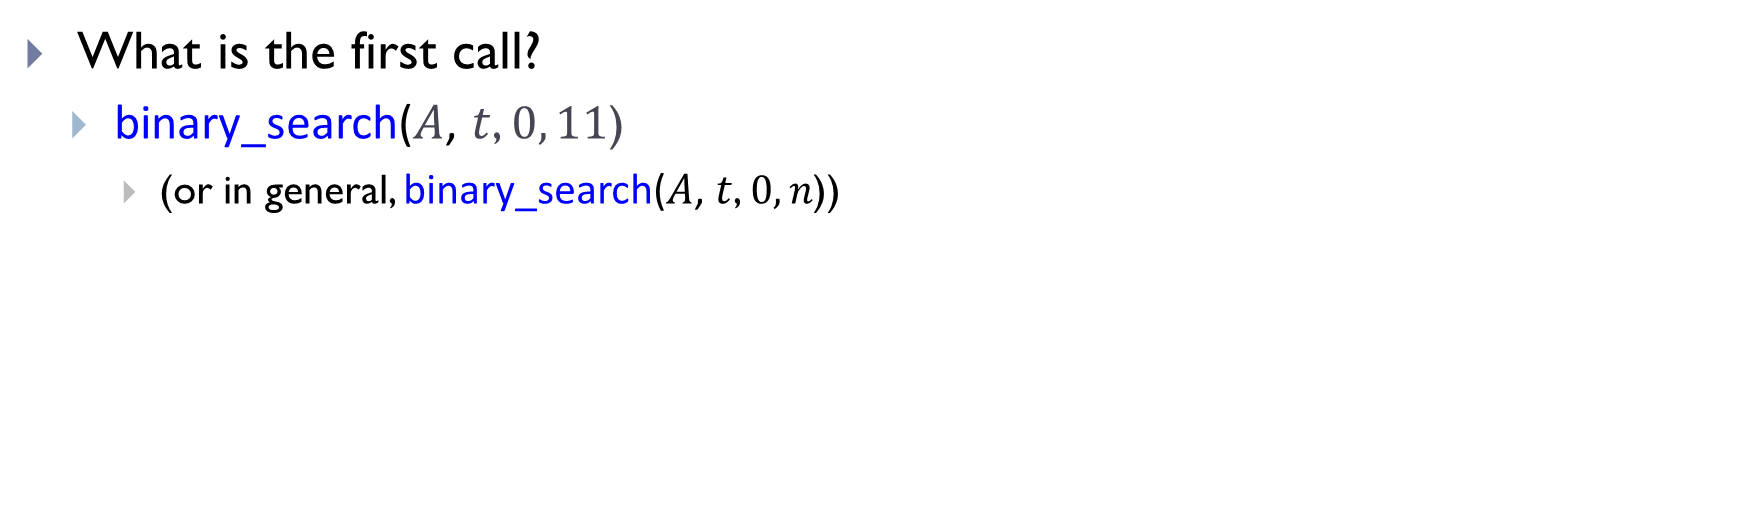 What is the first call?
binary_search(A, t, 0, 11)
(or in general, binary_search(A, t, 0, n))